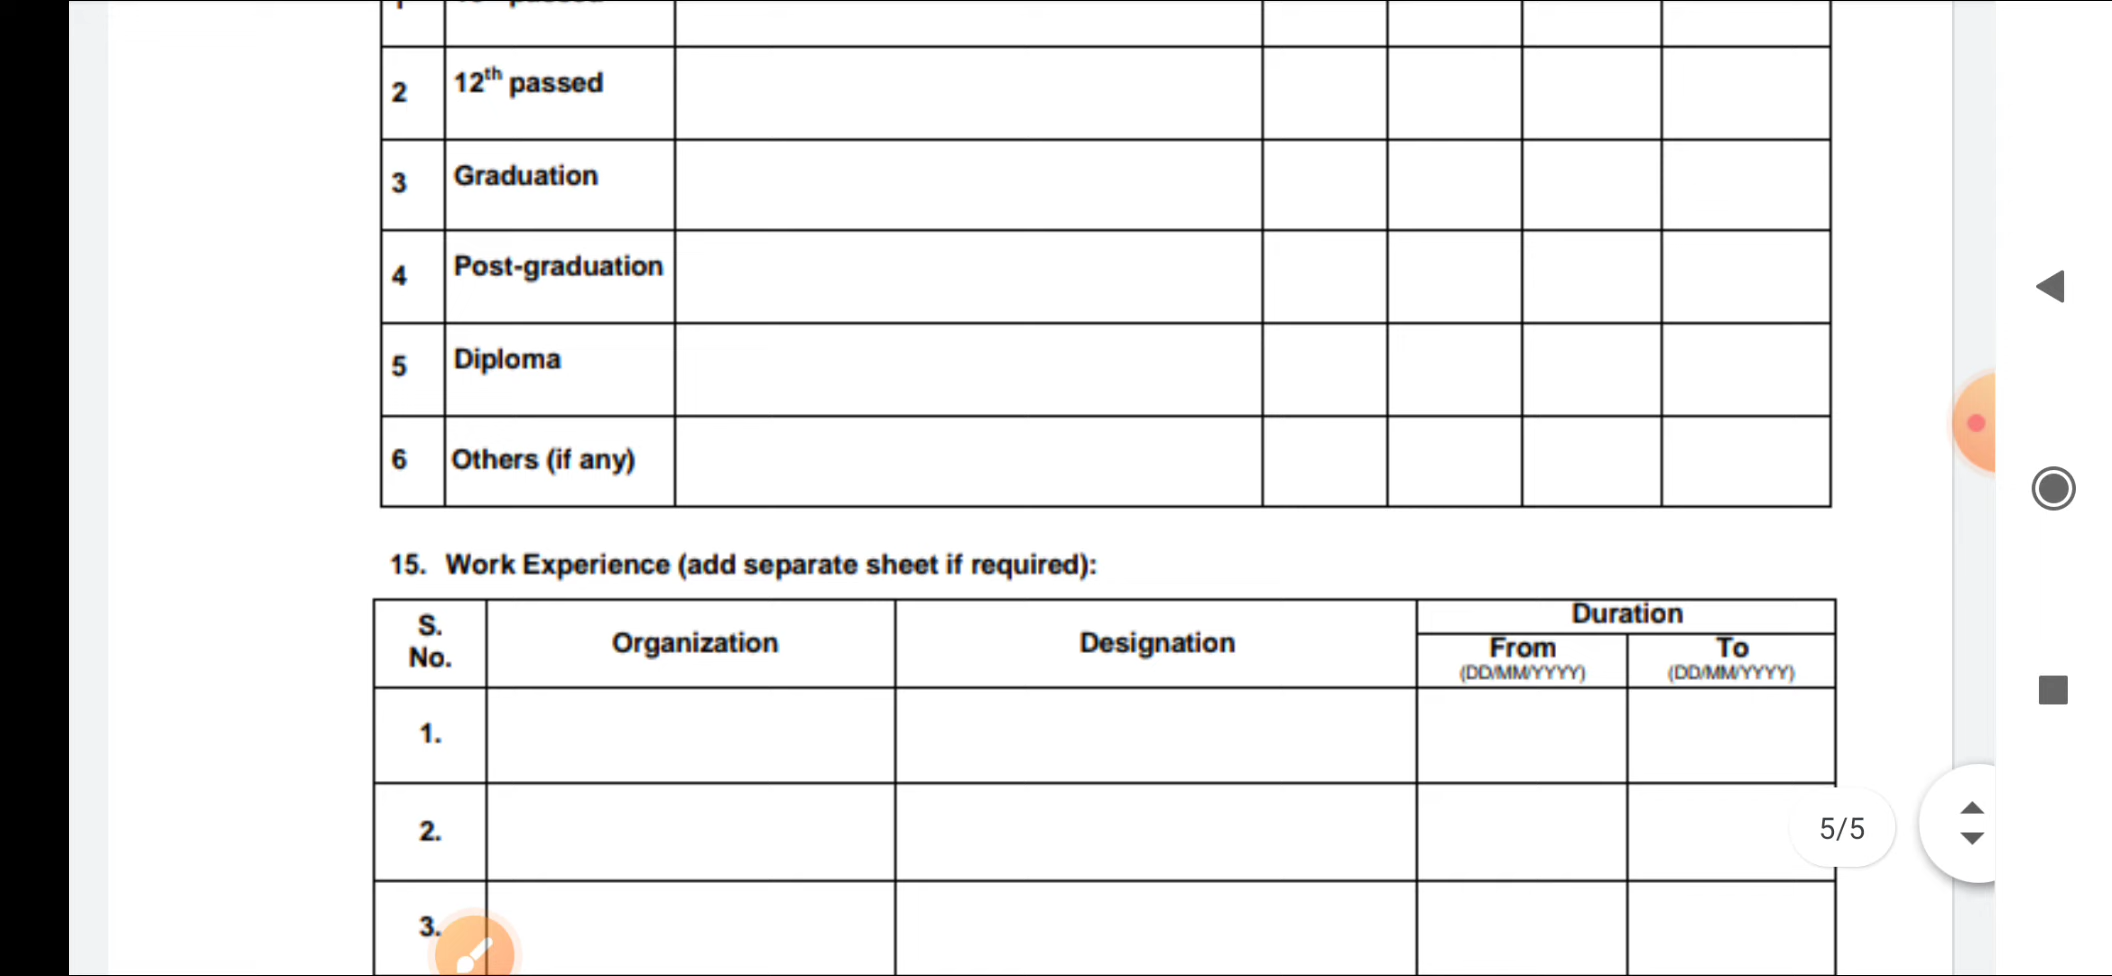 2 12th passed
3 Graduation
4 Post-graduation
5 Diploma
6 Others (if any)
15. Work Experience (add separate sheet if required):
S. No. Organization Designation Duration
From (DD/MM/YYYY) To (DD/MM/YYYY)
1.
2.
5/5
3.